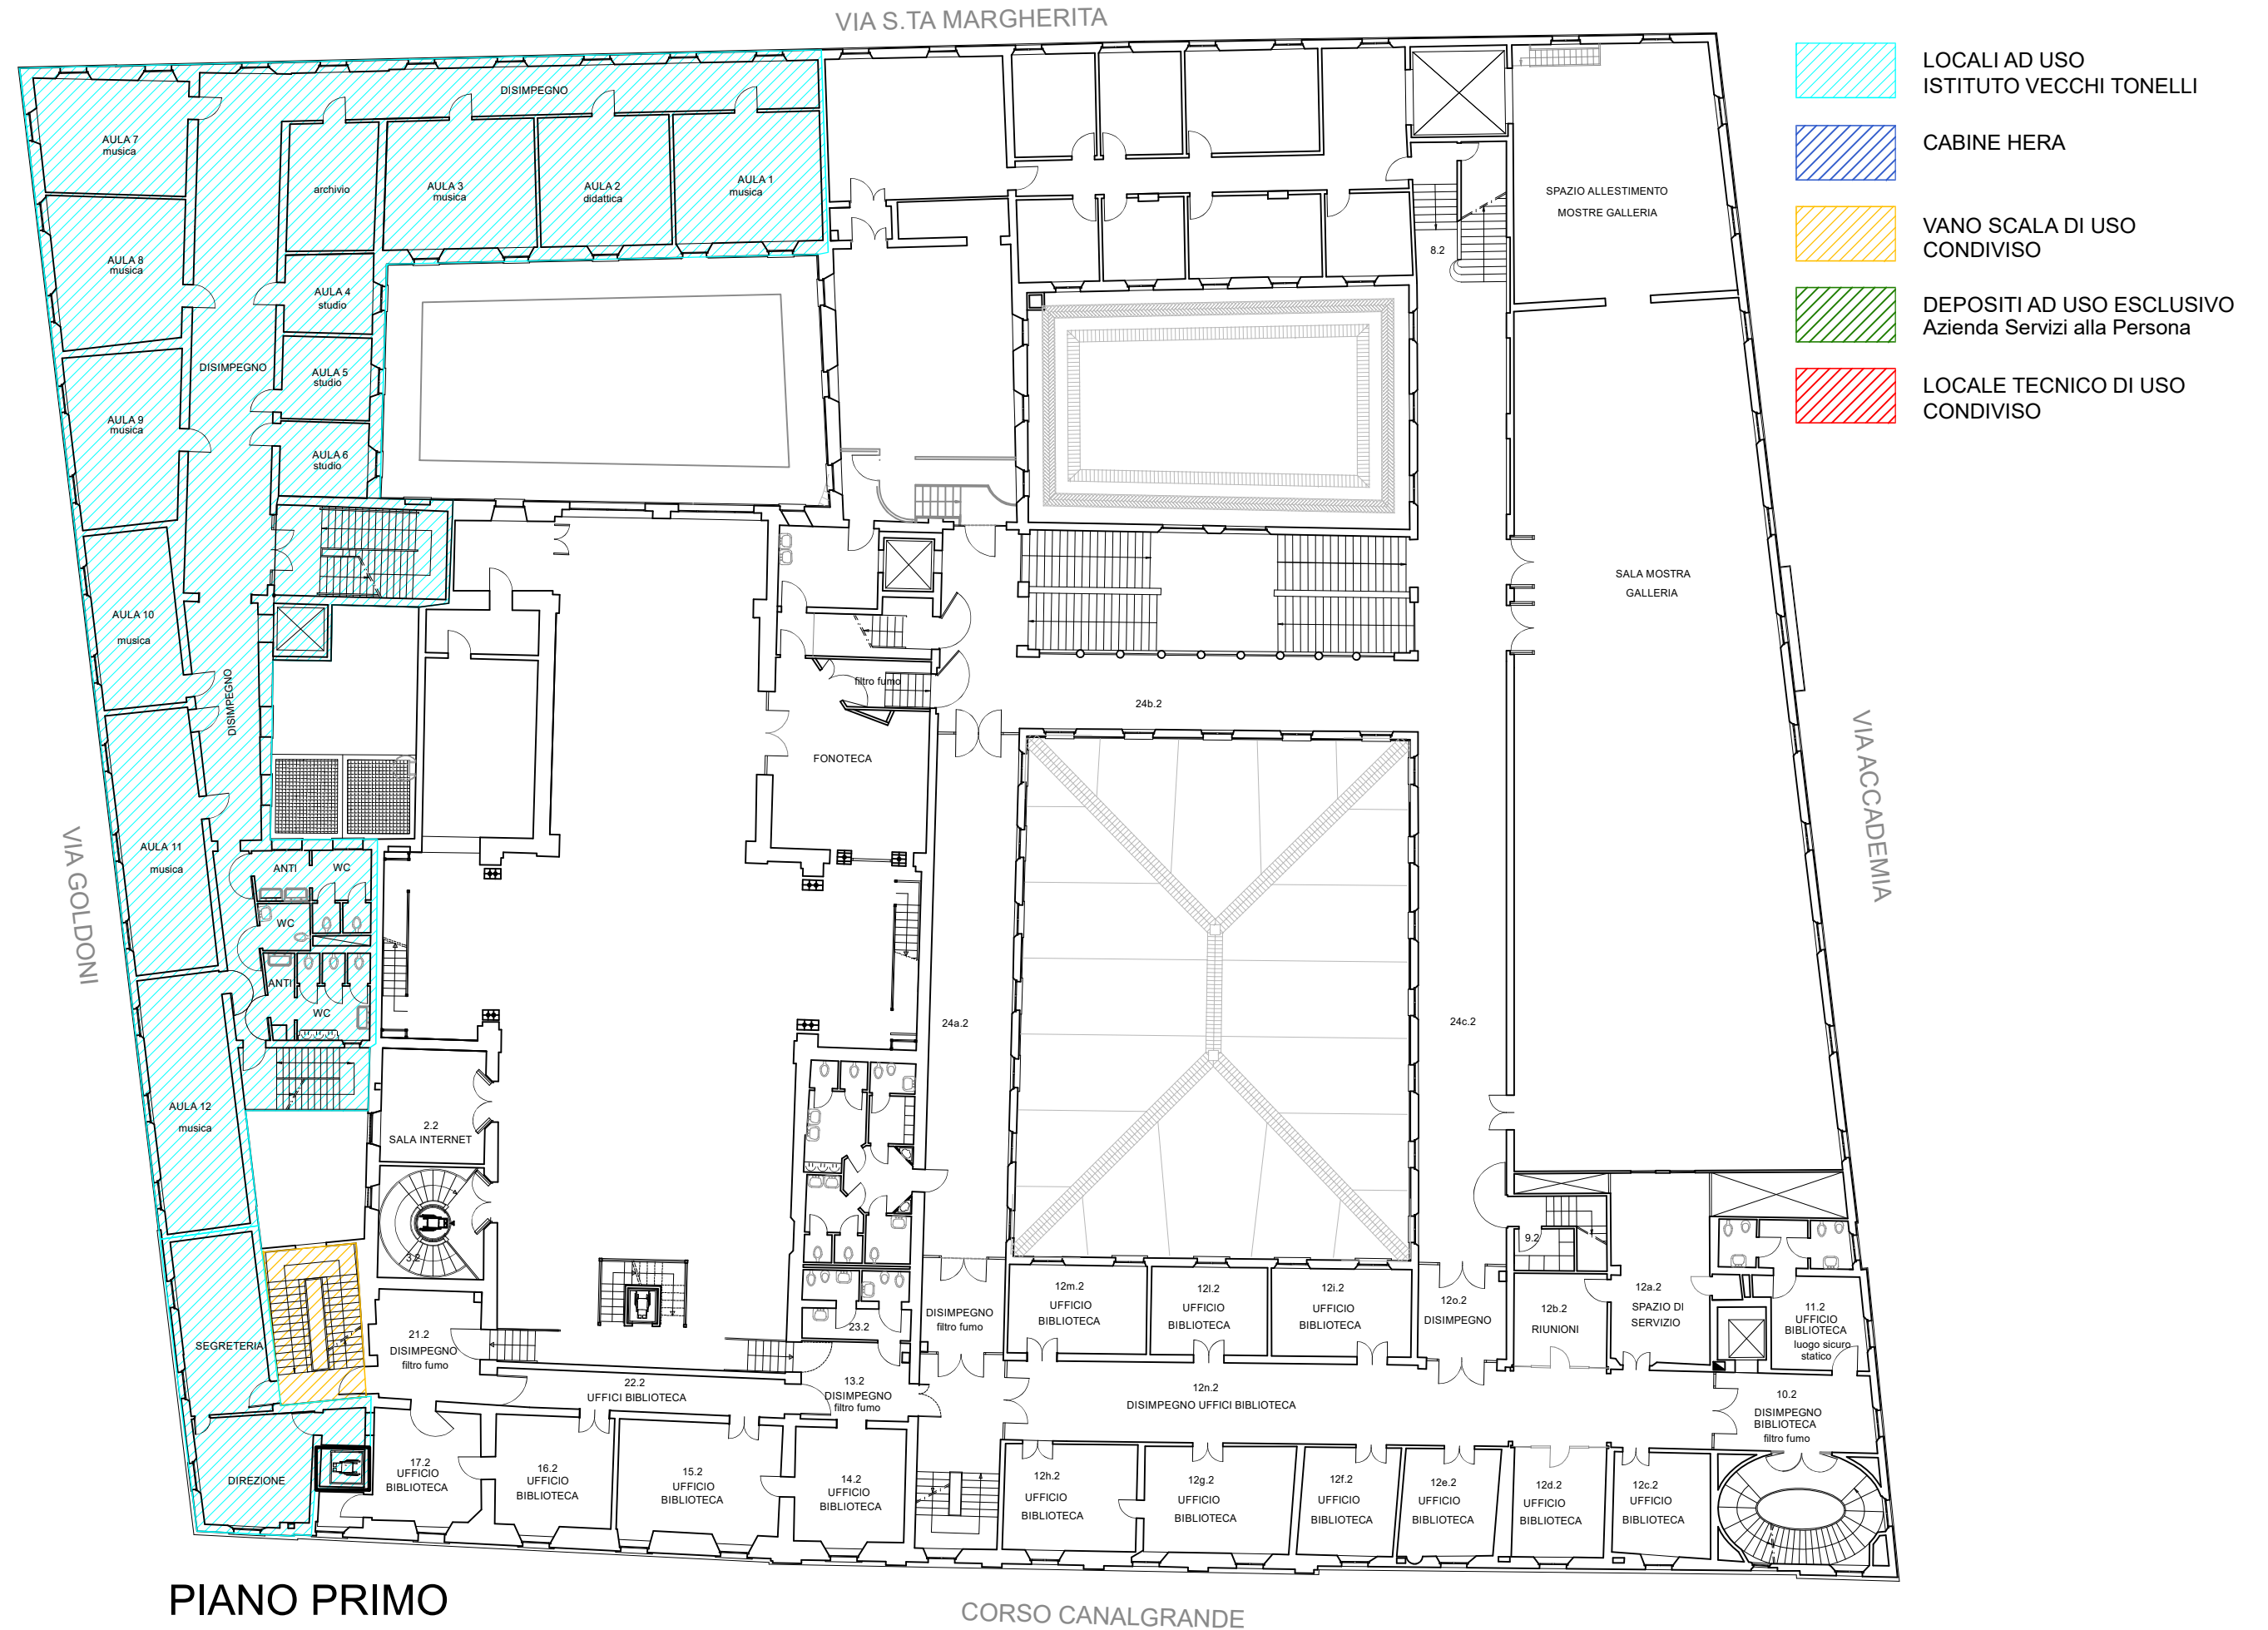 VIA S.TA MARGHERITA
LOCALI AD USO
ISTITUTO VECCHI TONELLI
CABINE HERA
VANO SCALA DI USO
CONDIVISO
DEPOSITI AD USO ESCLUSIVO
Azienda Servizi alla Persona
LOCALE TECNICO DI USO
CONDIVISO
DISIMPEGNO
AULA 7
musica
archivio
AULA 3
musica
AULA 2
didattica
AULA 1
musica
SPAZIO ALLESTIMENTO
MOSTRE GALLERIA
8.2
AULA 8
musica
AULA 4
studio
DISIMPEGNO
AULA 5
studio
AULA 9
musica
AULA 6
studio
SALA MOSTRA
GALLERIA
AULA 10
musica
DISIMPEGNO
filtro fumo
24b.2
FONOTECA
VIA ACCADEMIA
VIA GOLDONI
AULA 11
musica
ANTI
WC
WC
ANTI
WC
24a.2
24c.2
AULA 12
musica
2.2
SALA INTERNET
3.2
9.2
SEGRETERIA
21.2
DISIMPEGNO
filtro fumo
23.2
DISIMPEGNO
filtro fumo
12m.2
UFFICIO
BIBLIOTECA
12l.2
UFFICIO
BIBLIOTECA
12i.2
UFFICIO
BIBLIOTECA
12o.2
DISIMPEGNO
12b.2
RIUNIONI
12a.2
SPAZIO DI
SERVIZIO
11.2
UFFICIO
BIBLIOTECA
luogo sicuro
statico
22.2
UFFICI BIBLIOTECA
13.2
DISIMPEGNO
filtro fumo
12n.2
DISIMPEGNO UFFICI BIBLIOTECA
10.2
DISIMPEGNO
BIBLIOTECA
filtro fumo
DIREZIONE
17.2
UFFICIO
BIBLIOTECA
16.2
UFFICIO
BIBLIOTECA
15.2
UFFICIO
BIBLIOTECA
14.2
UFFICIO
BIBLIOTECA
12h.2
UFFICIO
BIBLIOTECA
12g.2
UFFICIO
BIBLIOTECA
12f.2
UFFICIO
BIBLIOTECA
12e.2
UFFICIO
BIBLIOTECA
12d.2
UFFICIO
BIBLIOTECA
12c.2
UFFICIO
BIBLIOTECA
PIANO PRIMO
CORSO CANALGRANDE